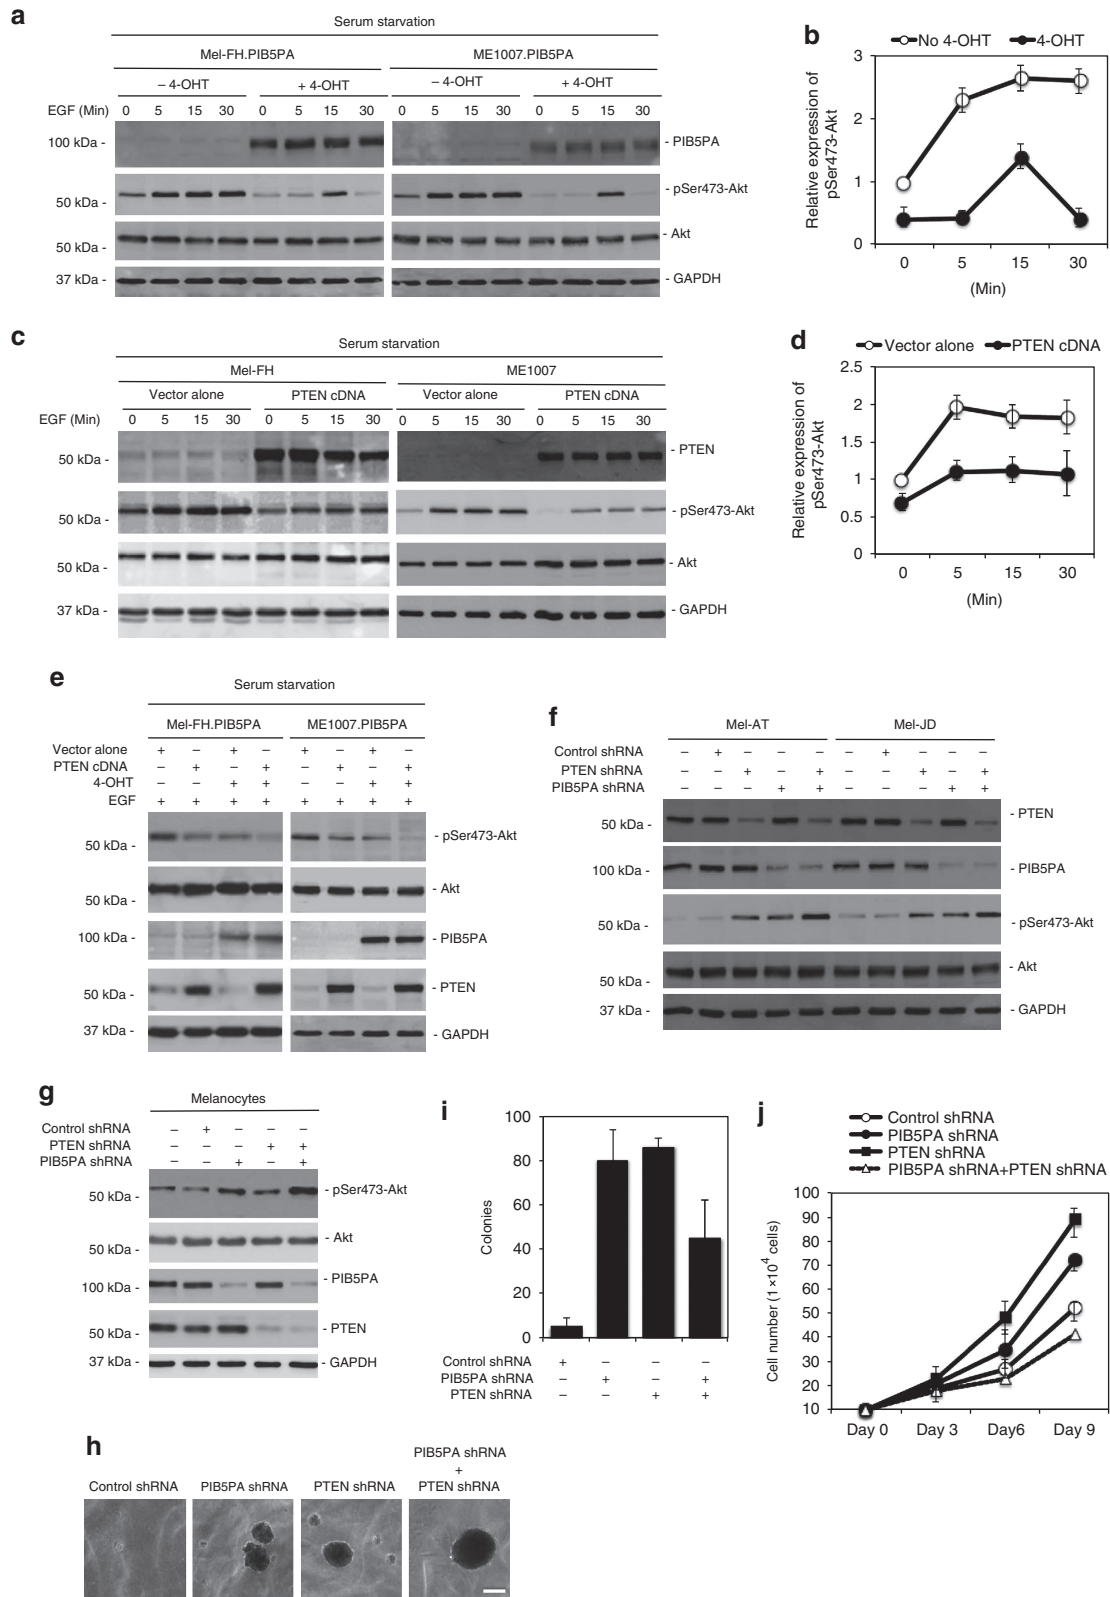 a
Serum starvation
Mel-FH.PIB5PA ME1007.PIB5PA
– 4-OHT + 4-OHT – 4-OHT + 4-OHT
EGF (Min) 0 5 15 30 0 5 15 30 0 5 15 30 0 5 15 30
100 kDa - - PIB5PA
50 kDa - - pSer473-Akt
50 kDa - - Akt
37 kDa - - GAPDH
b
No 4-OHT 4-OHT
Relative expression of
pSer473-Akt
3
2
1
0
0 5 15 30
(Min)
c
Serum starvation
Mel-FH ME1007
Vector alone PTEN cDNA Vector alone PTEN cDNA
EGF (Min) 0 5 15 30 0 5 15 30 0 5 15 30 0 5 15 30
50 kDa - - PTEN
50 kDa - - pSer473-Akt
50 kDa - - Akt
37 kDa - - GAPDH
d
Vector alone PTEN cDNA
Relative expression of
pSer473-Akt
2.5
2
1.5
1
0.5
0
0 5 15 30
(Min)
e
Serum starvation
Mel-FH.PIB5PA ME1007.PIB5PA
Vector alone + – + – + – + –
PTEN cDNA – + – + – + – +
4-OHT – – + + – – + +
EGF + + + + + + + +
50 kDa - - pSer473-Akt
50 kDa - - Akt
100 kDa - - PIB5PA
50 kDa - - PTEN
37 kDa - - GAPDH
f
Mel-AT Mel-JD
Control shRNA – + – – – – + – – –
PTEN shRNA – – + – + – – + – +
PIB5PA shRNA – – – + + – – – + +
50 kDa - - PTEN
100 kDa - - PIB5PA
50 kDa - - pSer473-Akt
50 kDa - - Akt
37 kDa - - GAPDH
g
Melanocytes
Control shRNA – + – – –
PTEN shRNA – – – + +
PIB5PA shRNA – – + – +
50 kDa - - pSer473-Akt
50 kDa - - Akt
100 kDa - - PIB5PA
50 kDa - - PTEN
37 kDa - - GAPDH
i
Colonies
100
80
60
40
20
0
Control shRNA + – – –
PIB5PA shRNA – + – +
PTEN shRNA – – + +
j
Control shRNA
PIB5PA shRNA
PTEN shRNA
PIB5PA shRNA+PTEN shRNA
Cell number (1×10⁴ cells)
100
90
80
70
60
50
40
30
20
10
Day 0 Day 3 Day6 Day 9
h
Control shRNA PIB5PA shRNA PTEN shRNA PIB5PA shRNA
+
PTEN shRNA